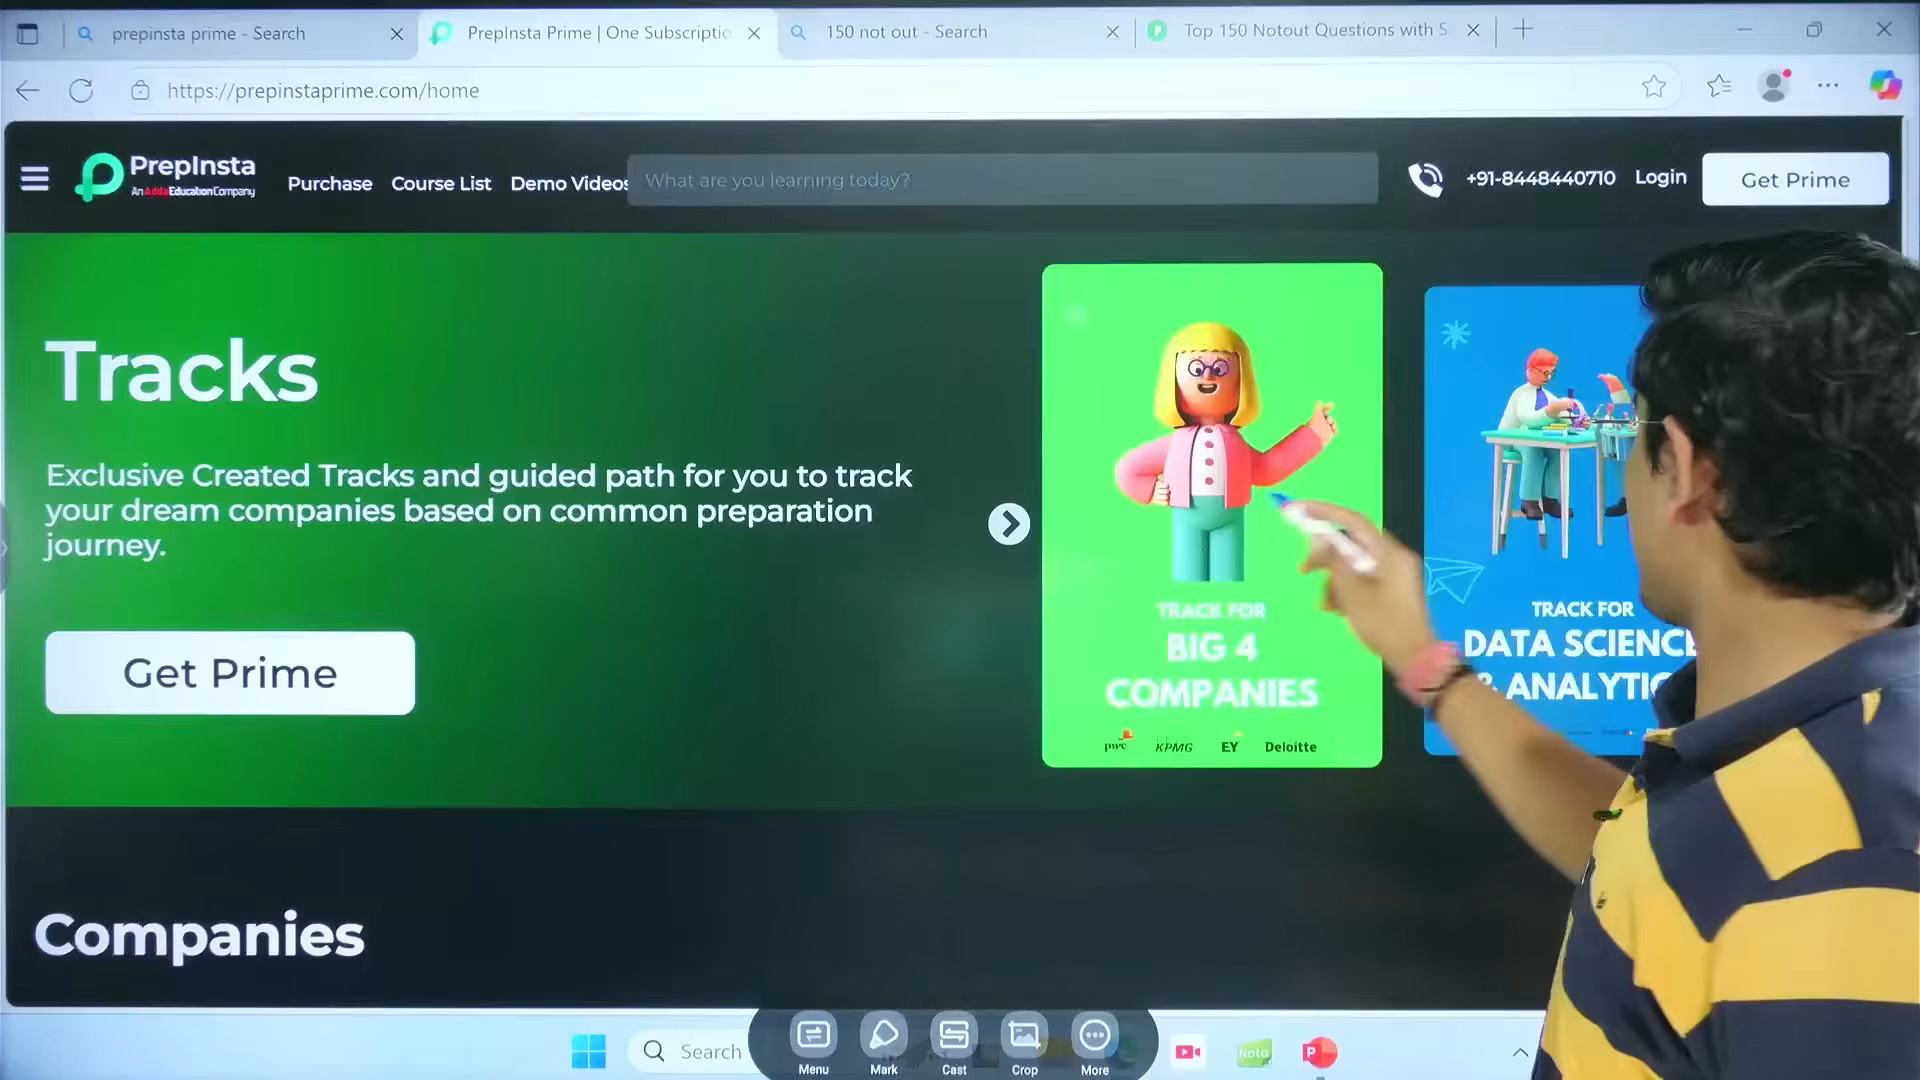 prepinsta prime - Search
PrepInsta Prime | One Subscriptio
150 not out - Search
Top 150 Notout Questions with S
https://prepinstaprime.com/home
PrepInsta
An Adda Education Company
Purchase
Course List
Demo Videos
What are you learning today?
+91-8448440710
Login
Get Prime
Tracks
Exclusive Created Tracks and guided path for you to track
your dream companies based on common preparation
journey.
Get Prime
TRACK FOR
BIG 4
COMPANIES
pwc
KPMG
EY
Deloitte
TRACK FOR
DATA SCIENCE
& ANALYTIC
Companies
Search
Menu
Mark
Cast
Crop
More
Note
P